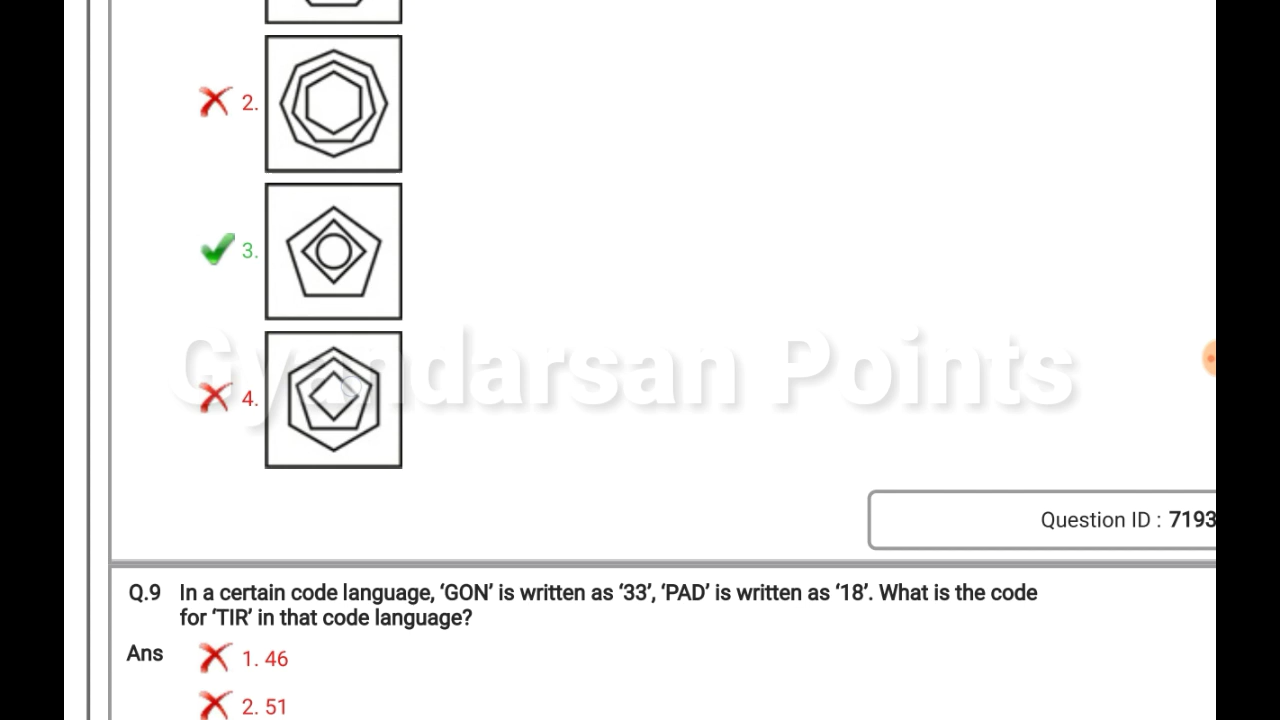 2.
3.
Gyandarsan Points
4.
Question ID : 7193
Q.9 In a certain code language, ‘GON’ is written as ‘33’, ‘PAD’ is written as ‘18’. What is the code
for ‘TIR’ in that code language?
Ans
1. 46
2. 51